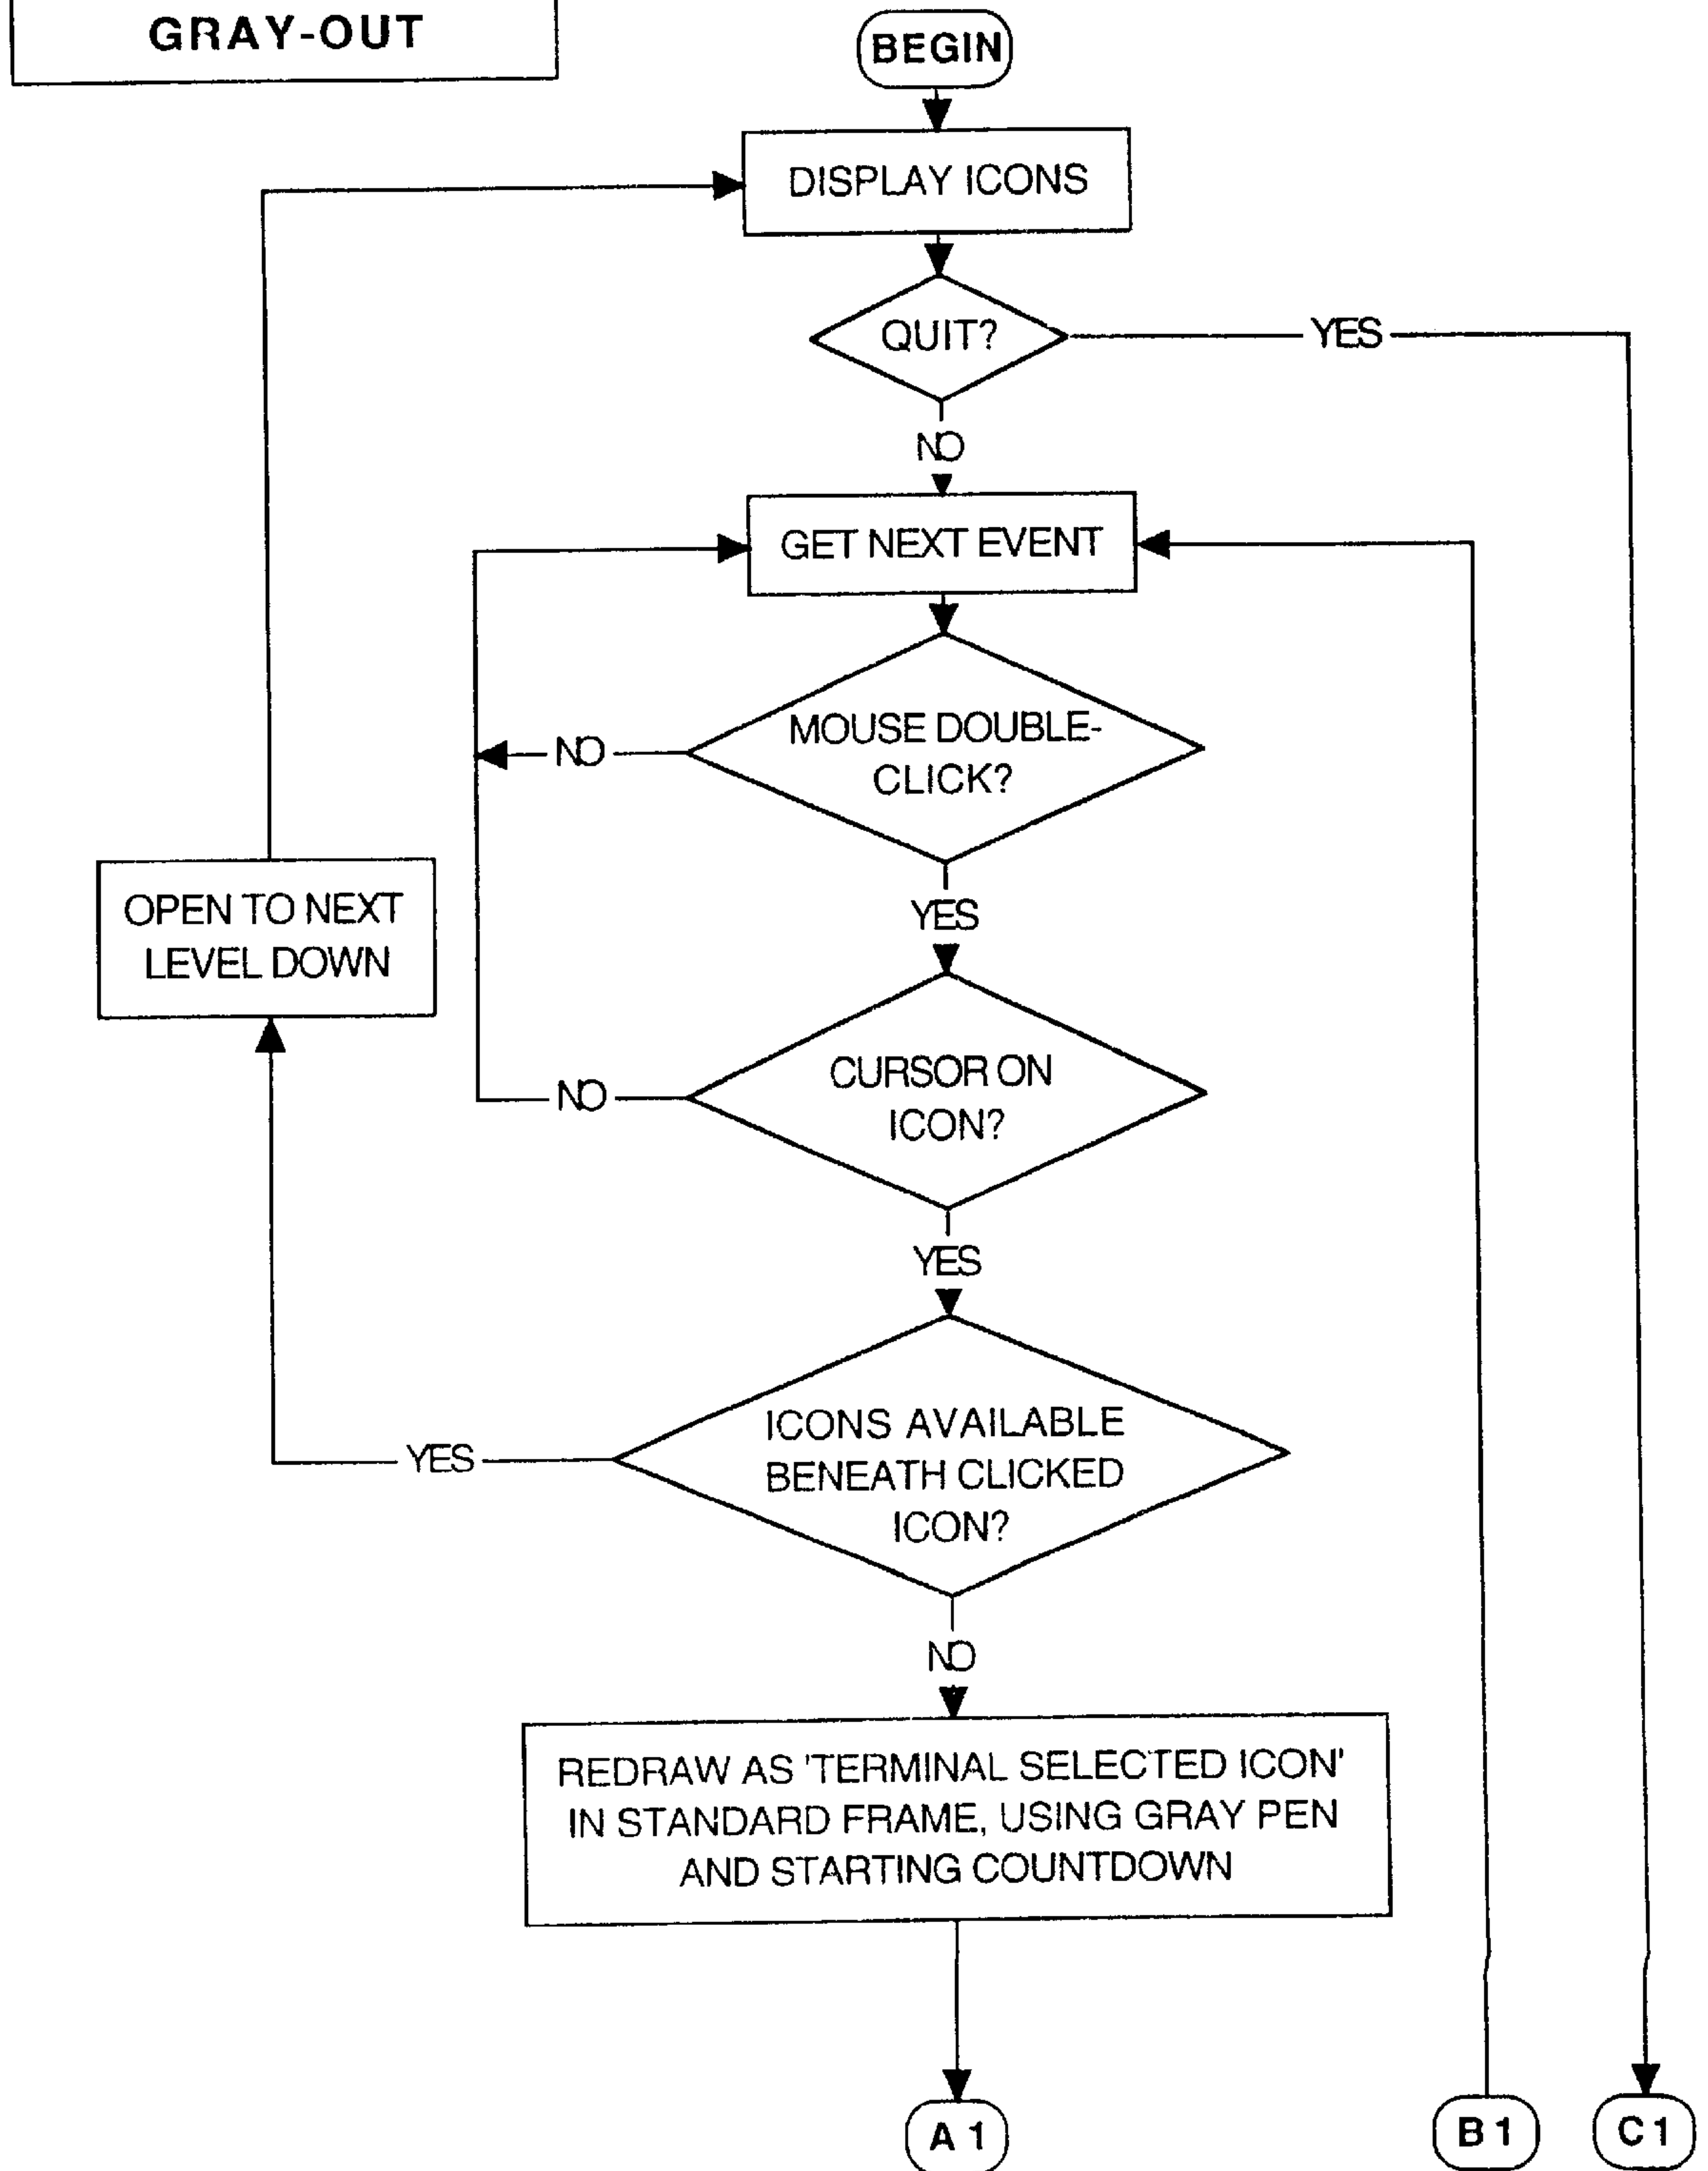 GRAY-OUT
BEGIN
DISPLAY ICONS
QUIT?
YES
NO
GET NEXT EVENT
MOUSE DOUBLE-
CLICK?
NO
YES
OPEN TO NEXT
LEVEL DOWN
CURSOR ON
ICON?
NO
YES
ICONS AVAILABLE
BENEATH CLICKED
ICON?
YES
NO
REDRAW AS 'TERMINAL SELECTED ICON'
IN STANDARD FRAME, USING GRAY PEN
AND STARTING COUNTDOWN
A 1
B 1
C 1